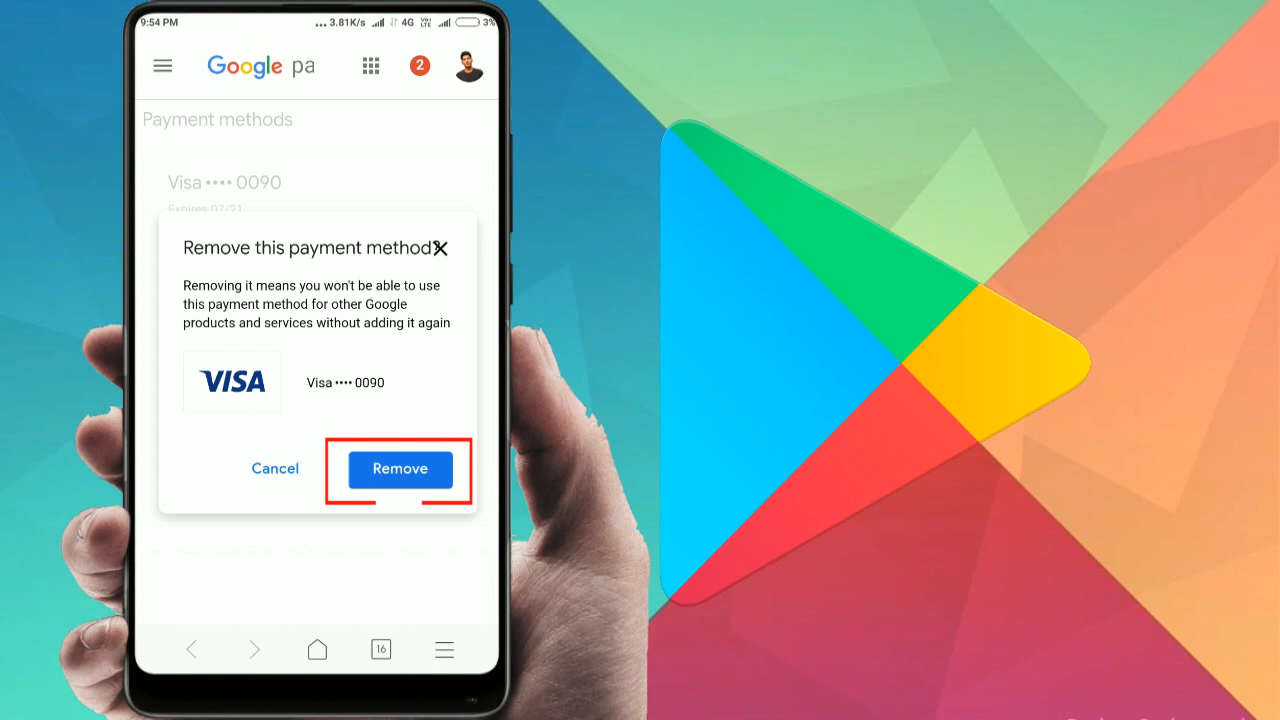 9:54 PM ... 3.81K/s 4G VoLTE 3%
Google pa
2
Payment methods
Visa •••• 0090
Expires 07/21
Remove this payment method?
Removing it means you won't be able to use
this payment method for other Google
products and services without adding it again
VISA Visa •••• 0090
Cancel Remove
16